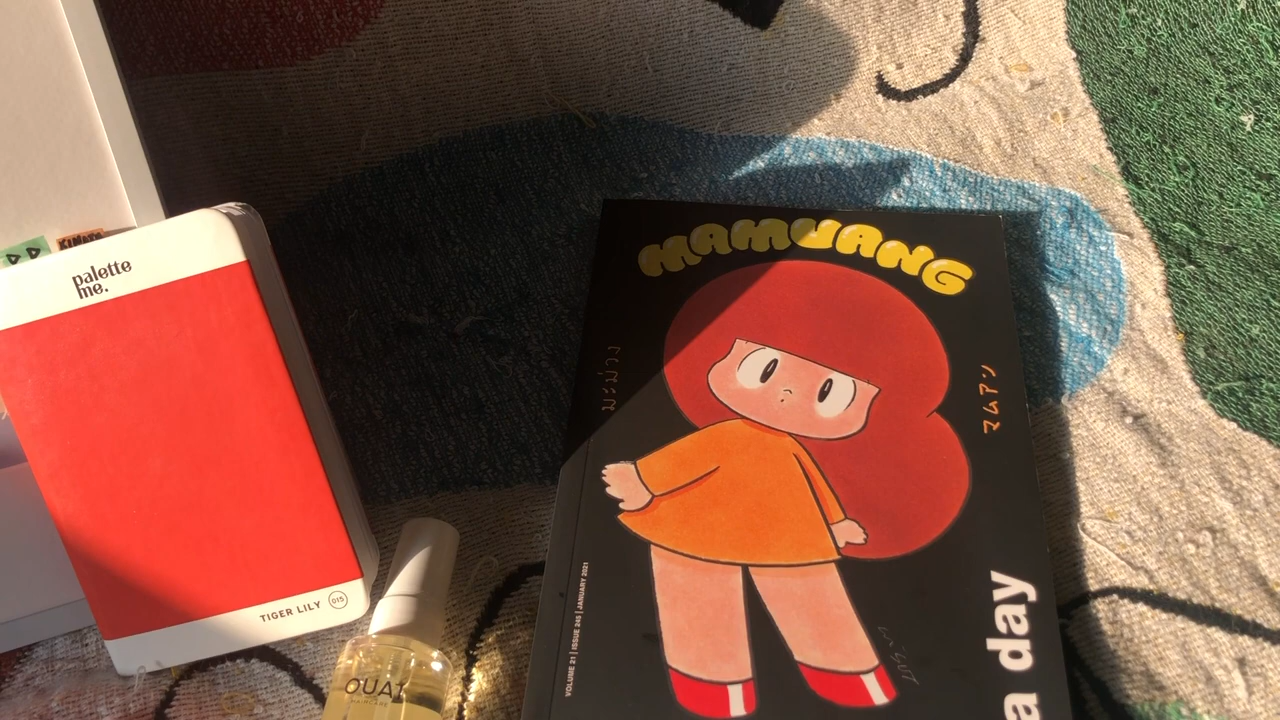 palette
me.
TIGER LILY 015
OUAI
HAIRCARE
MAMUANG
มะม่วง
マムアン
VOLUME 21 | ISSUE 245 | JANUARY 2021
a day